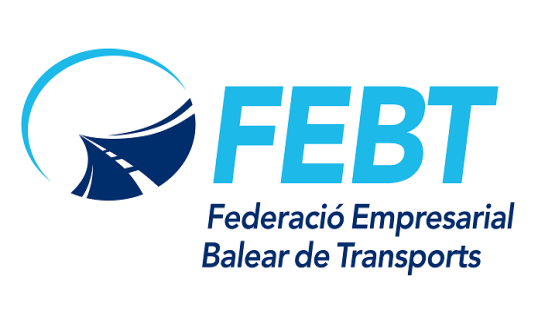 FEBT
Federació Empresarial
Balear de Transports